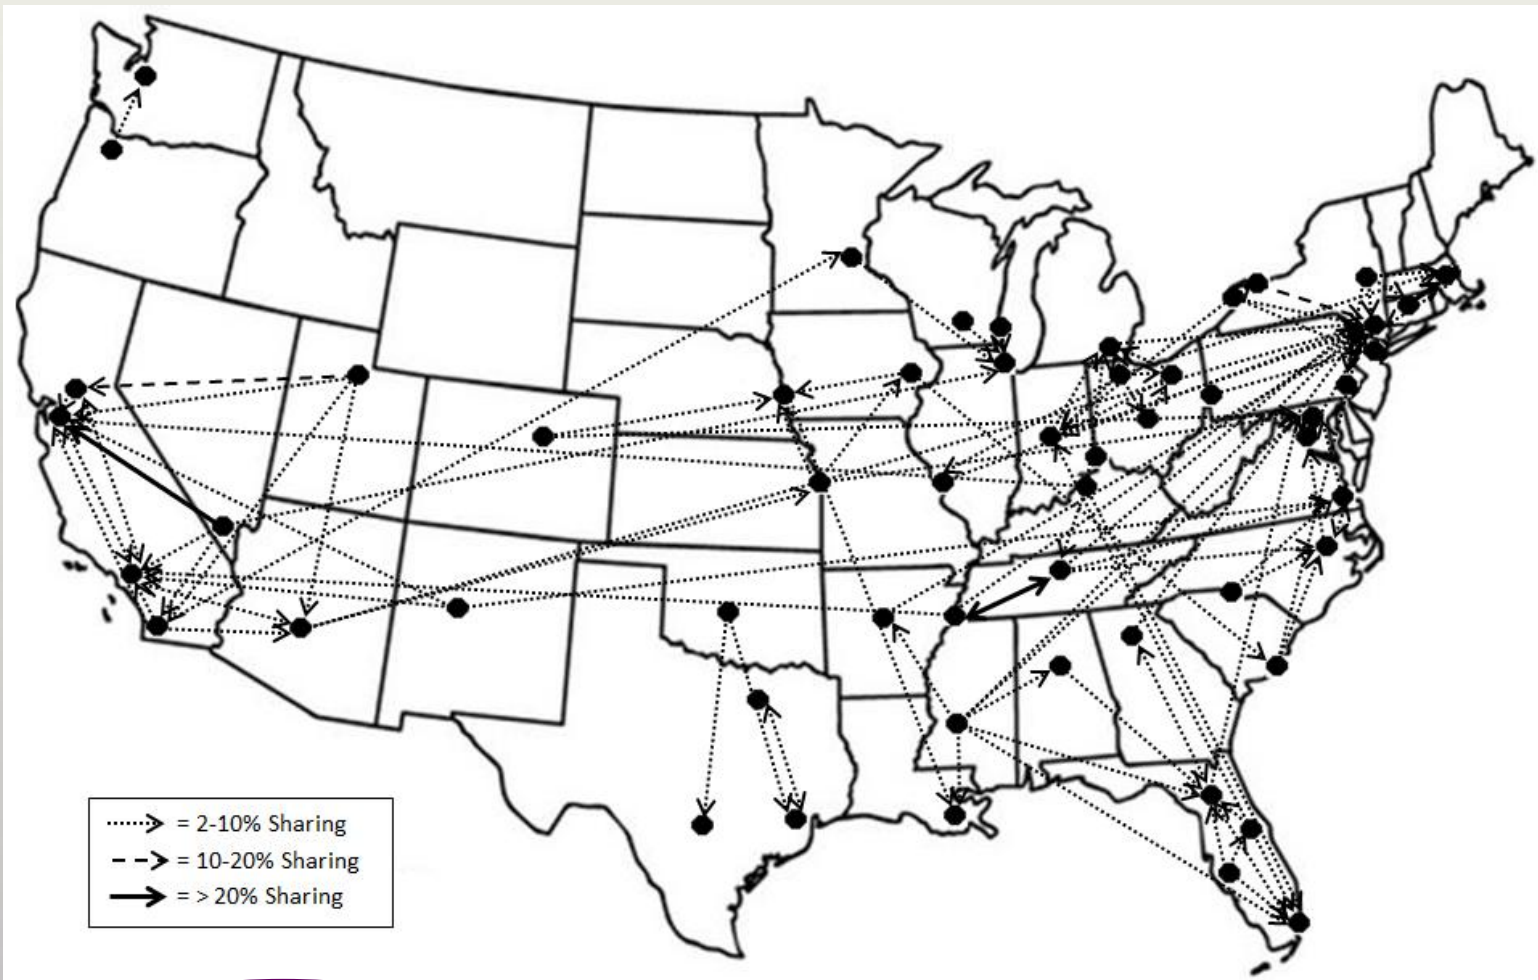 = 2-10% Sharing
= 10-20% Sharing
= > 20% Sharing